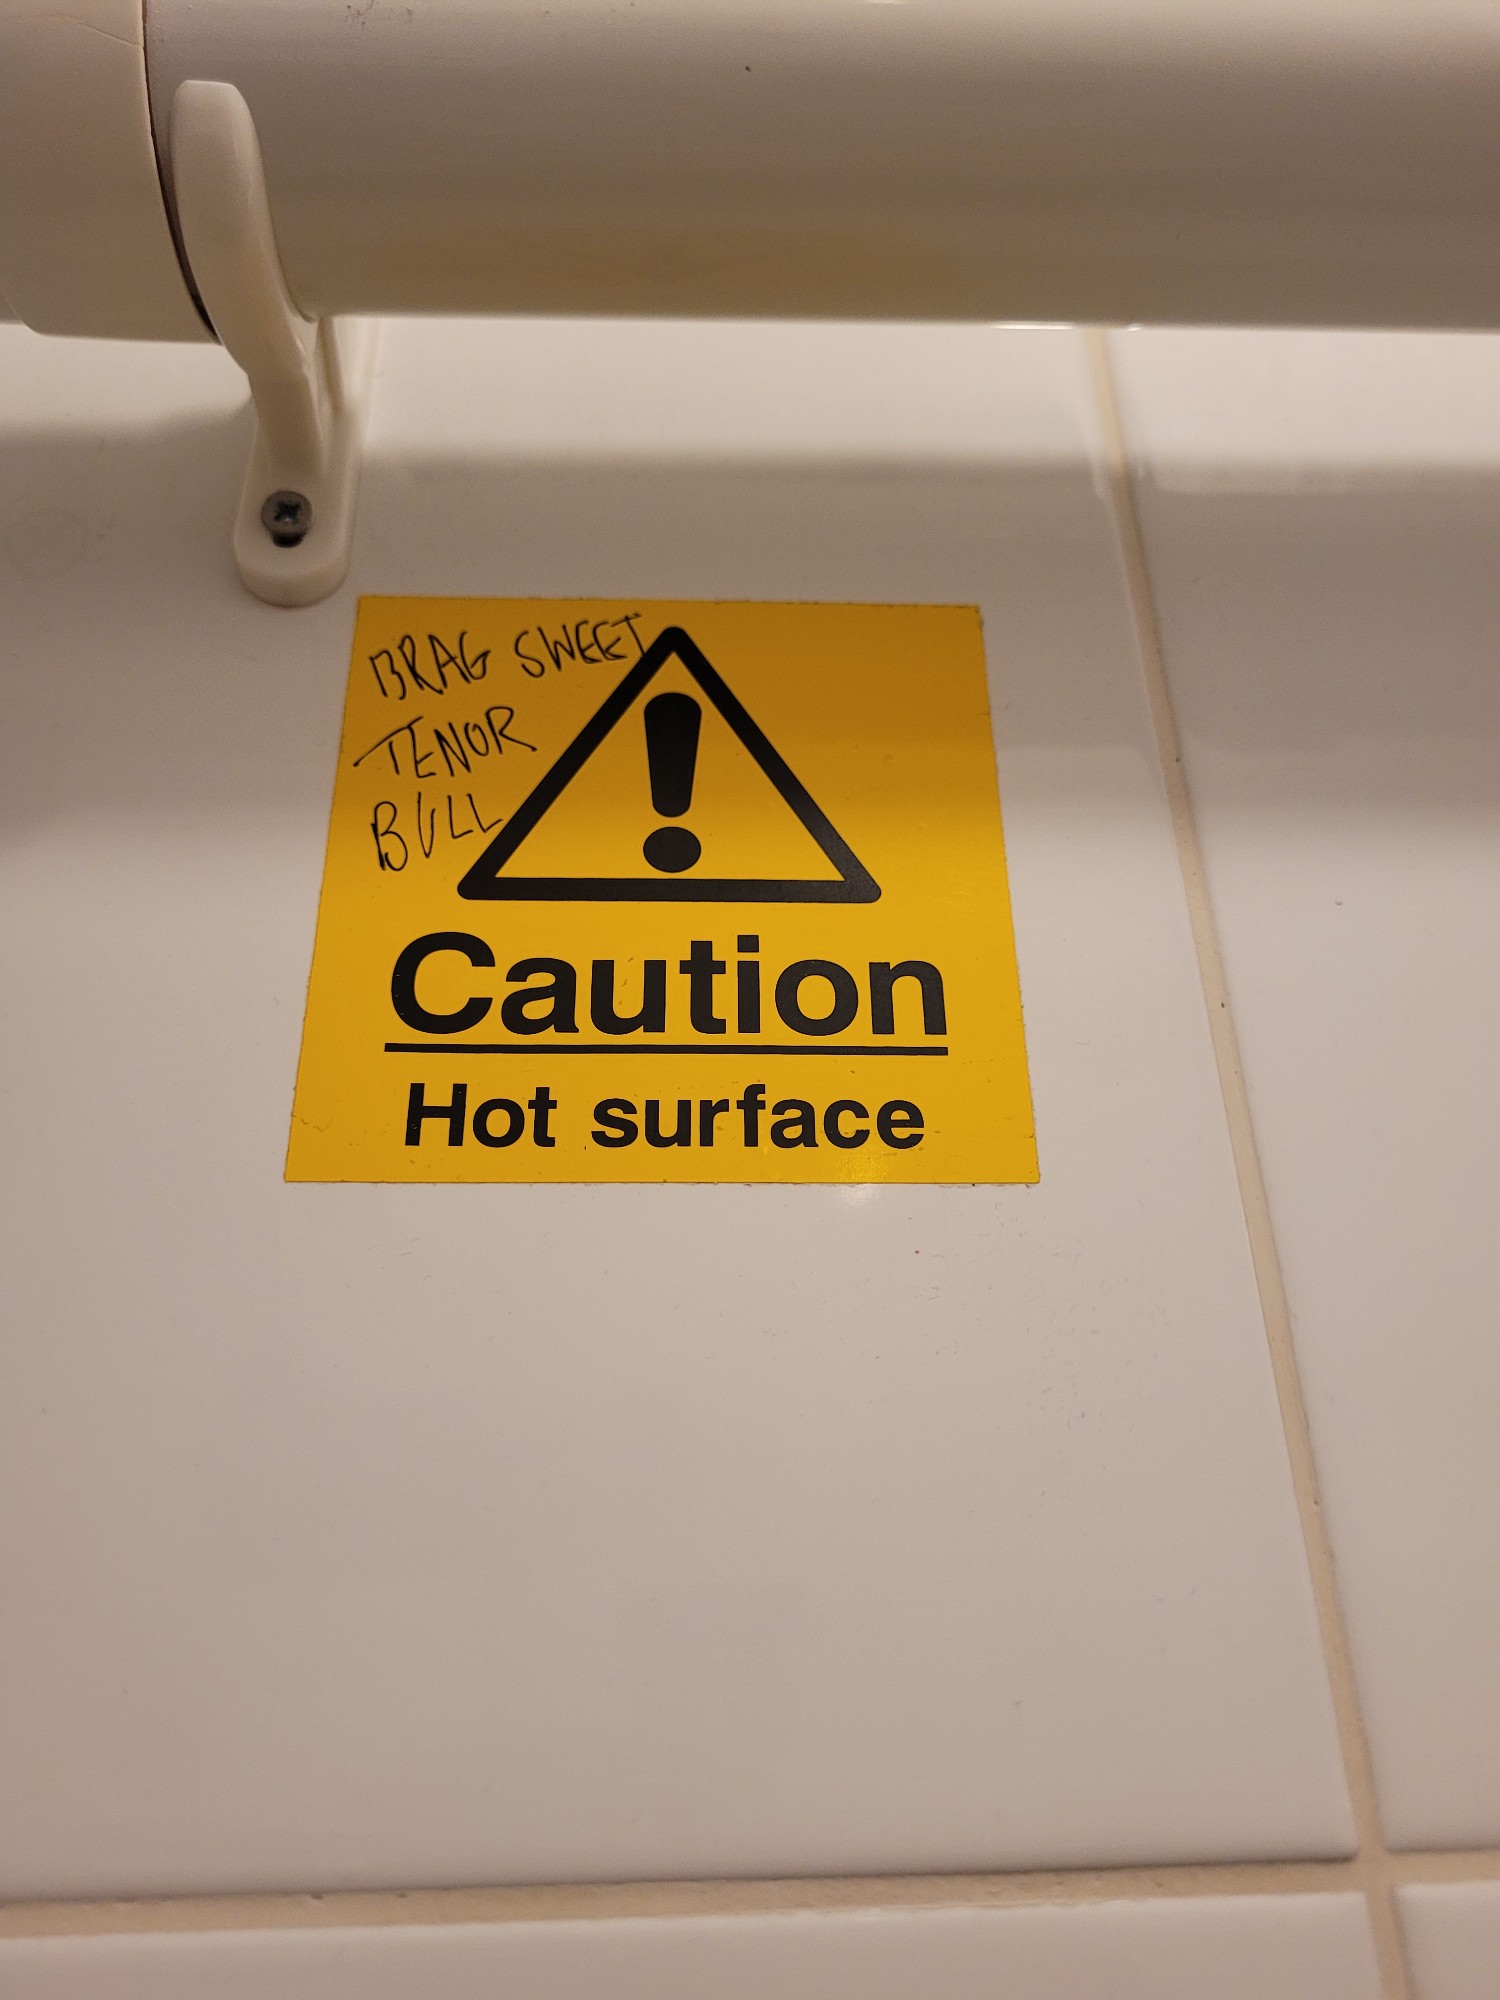 BRAG SWEET
TENOR
BULL
Caution
Hot surface